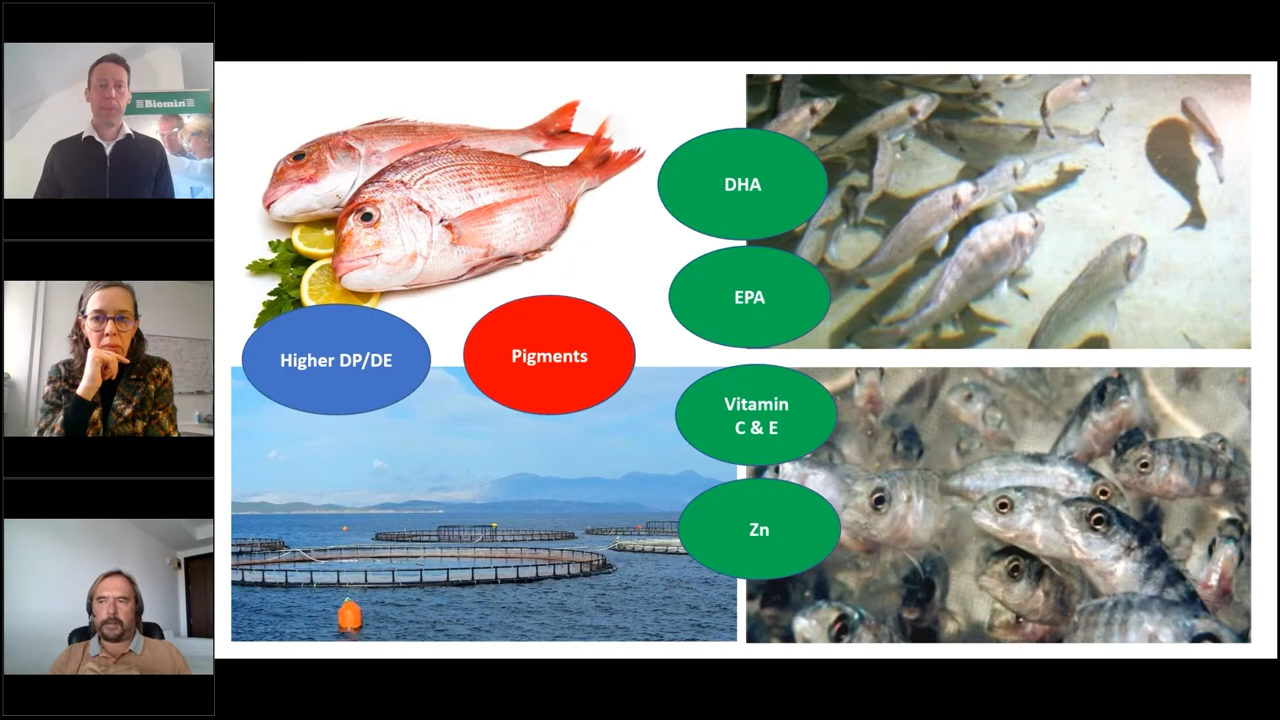 Biomin
DHA
EPA
Higher DP/DE
Pigments
Vitamin
C & E
Zn